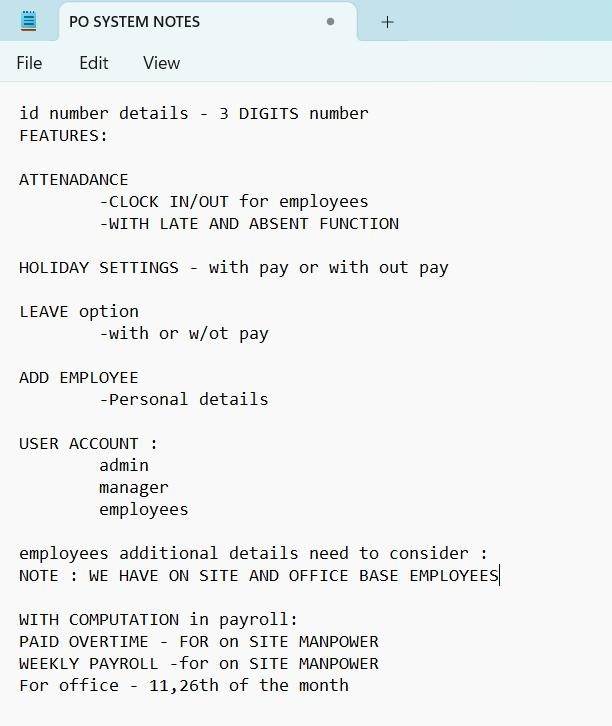 PO SYSTEM NOTES
File Edit View
id number details - 3 DIGITS number
FEATURES:
ATTENADANCE
-CLOCK IN/OUT for employees
-WITH LATE AND ABSENT FUNCTION
HOLIDAY SETTINGS - with pay or with out pay
LEAVE option
-with or w/ot pay
ADD EMPLOYEE
-Personal details
USER ACCOUNT :
admin
manager
employees
employees additional details need to consider :
NOTE : WE HAVE ON SITE AND OFFICE BASE EMPLOYEES
WITH COMPUTATION in payroll:
PAID OVERTIME - FOR on SITE MANPOWER
WEEKLY PAYROLL -for on SITE MANPOWER
For office - 11,26th of the month